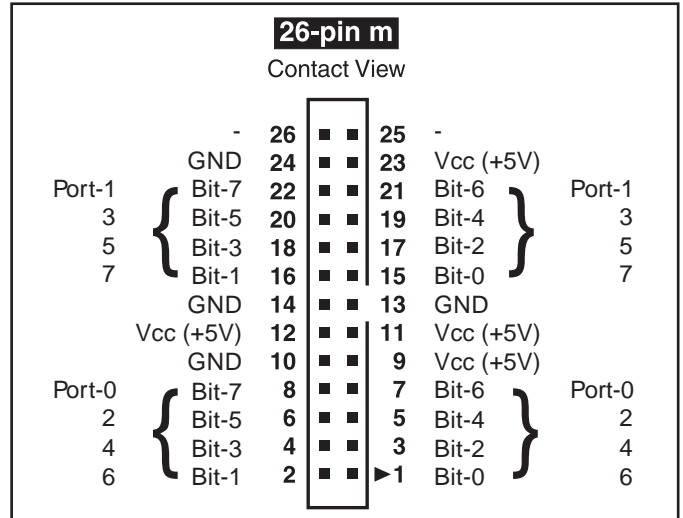 26-pin m
Contact View
- 26 25 -
GND 24 23 Vcc (+5V)
Port-1 Bit-7 22 21 Bit-6 Port-1
3 Bit-5 20 19 Bit-4 3
5 Bit-3 18 17 Bit-2 5
7 Bit-1 16 15 Bit-0 7
GND 14 13 GND
Vcc (+5V) 12 11 Vcc (+5V)
GND 10 9 Vcc (+5V)
Port-0 Bit-7 8 7 Bit-6 Port-0
2 Bit-5 6 5 Bit-4 2
4 Bit-3 4 3 Bit-2 4
6 Bit-1 2 1 Bit-0 6